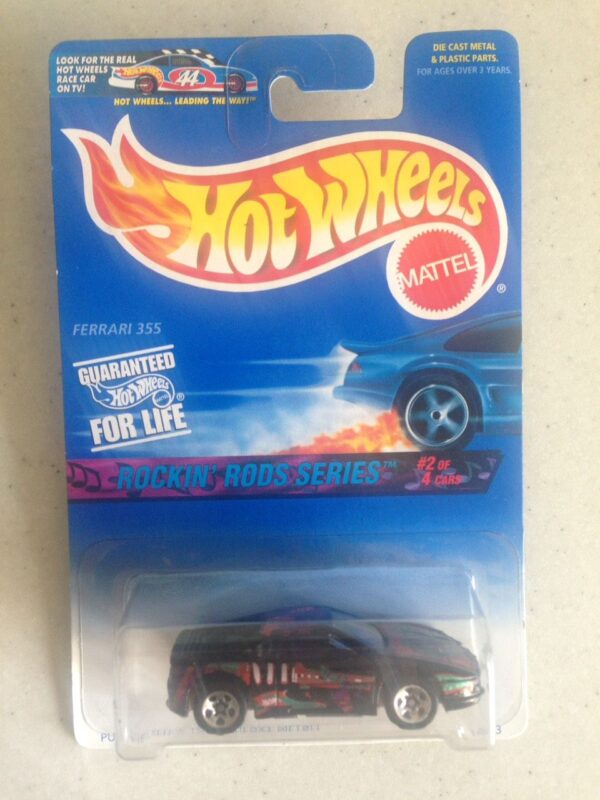 LOOK FOR THE REAL
HOT WHEELS
RACE CAR
ON TV!
44
HOT WHEELS... LEADING THE WAY!™
DIE CAST METAL
& PLASTIC PARTS.
FOR AGES OVER 3 YEARS.
HOT WHEELS
MATTEL
®
FERRARI 355
GUARANTEED
HOT WHEELS ®
FOR LIFE
ROCKIN' RODS SERIES™
#2 OF
4 CARS